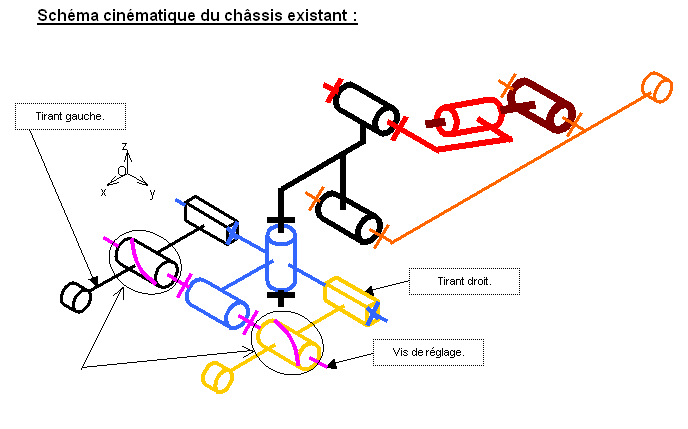 Schéma cinématique du châssis existant :
Tirant gauche.
z
O
x
y
Tirant droit.
Vis de réglage.